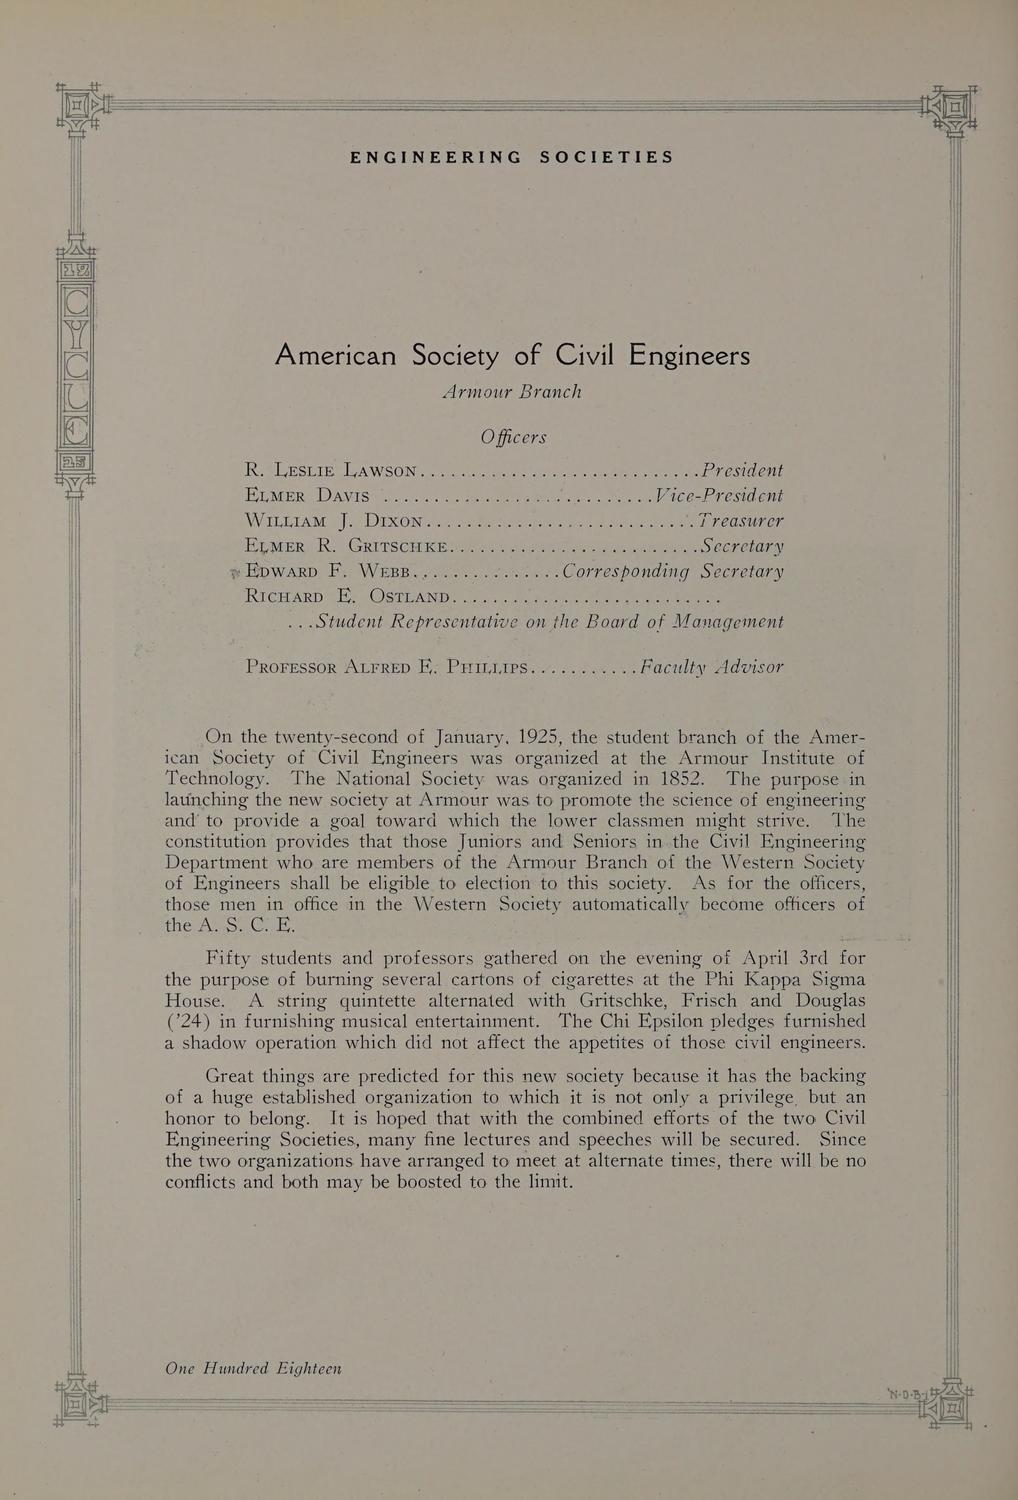 ENGINEERING SOCIETIES
19
CYCLE
25
American Society of Civil Engineers
Armour Branch
Officers
R. LESLIE LAWSON..............................President
ELMER DAVIS ............................Vice-President
WILLIAM J. DIXON.............................Treasurer
ELMER R. GRITSCHKE..........................Secretary
EDWARD F. WEBB................Corresponding Secretary
RICHARD E. OSTLAND............................
...Student Representative on the Board of Management
PROFESSOR ALFRED E. PHILLIPS...........Faculty Advisor
On the twenty-second of January, 1925, the student branch of the Amer-
ican Society of Civil Engineers was organized at the Armour Institute of
Technology. The National Society was organized in 1852. The purpose in
launching the new society at Armour was to promote the science of engineering
and to provide a goal toward which the lower classmen might strive. The
constitution provides that those Juniors and Seniors in the Civil Engineering
Department who are members of the Armour Branch of the Western Society
of Engineers shall be eligible to election to this society. As for the officers,
those men in office in the Western Society automatically become officers of
the A. S. C. E.
Fifty students and professors gathered on the evening of April 3rd for
the purpose of burning several cartons of cigarettes at the Phi Kappa Sigma
House. A string quintette alternated with Gritschke, Frisch and Douglas
('24) in furnishing musical entertainment. The Chi Epsilon pledges furnished
a shadow operation which did not affect the appetites of those civil engineers.
Great things are predicted for this new society because it has the backing
of a huge established organization to which it is not only a privilege but an
honor to belong. It is hoped that with the combined efforts of the two Civil
Engineering Societies, many fine lectures and speeches will be secured. Since
the two organizations have arranged to meet at alternate times, there will be no
conflicts and both may be boosted to the limit.
One Hundred Eighteen
N·D·B